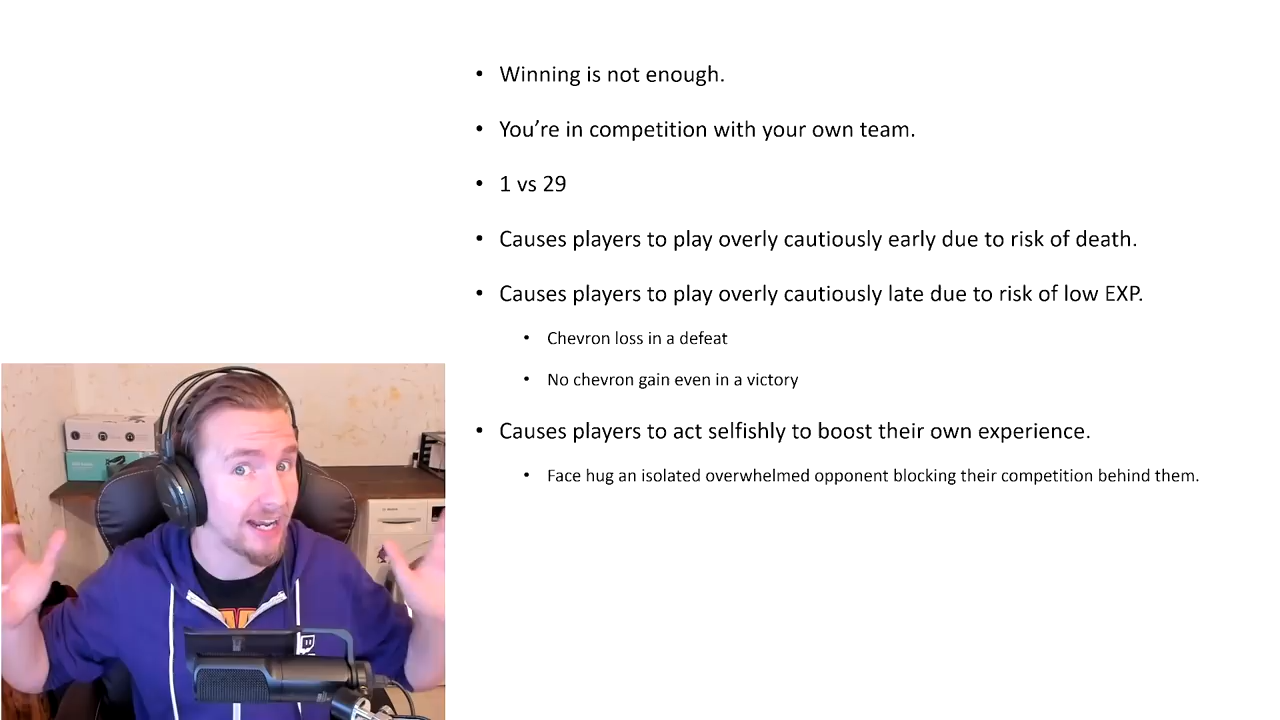 • Winning is not enough.
• You're in competition with your own team.
• 1 vs 29
• Causes players to play overly cautiously early due to risk of death.
• Causes players to play overly cautiously late due to risk of low EXP.
• Chevron loss in a defeat
• No chevron gain even in a victory
• Causes players to act selfishly to boost their own experience.
• Face hug an isolated overwhelmed opponent blocking their competition behind them.